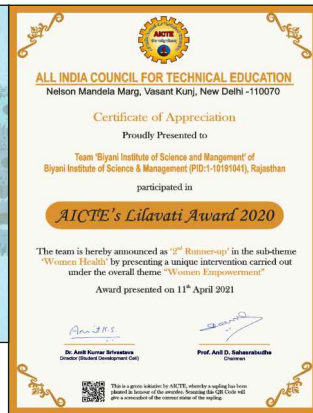 AICTE
ALL INDIA COUNCIL FOR TECHNICAL EDUCATION
Nelson Mandela Marg, Vasant Kunj, New Delhi -110070
Certificate of Appreciation
Proudly Presented to
Team 'Biyani Institute of Science and Mangement' of
Biyani Institute of Science & Management (PID:1-10191041), Rajasthan
participated in
AICTE's Lilavati Award 2020
The team is hereby announced as '2nd Runner-up' in the sub-theme
'Women Health' by presenting a unique intervention carried out
under the overall theme "Women Empowerment"
Award presented on 11th April 2021
Dr. Amit Kumar Srivastava
Director (Student Development Cell)
Prof. Anil D. Sahasrabudhe
Chairman
This is a green initiative by AICTE, whereby a sapling has been
planted in honour of the awardee. Scanning this QR Code will
give a screenshot of the current status of the sapling.